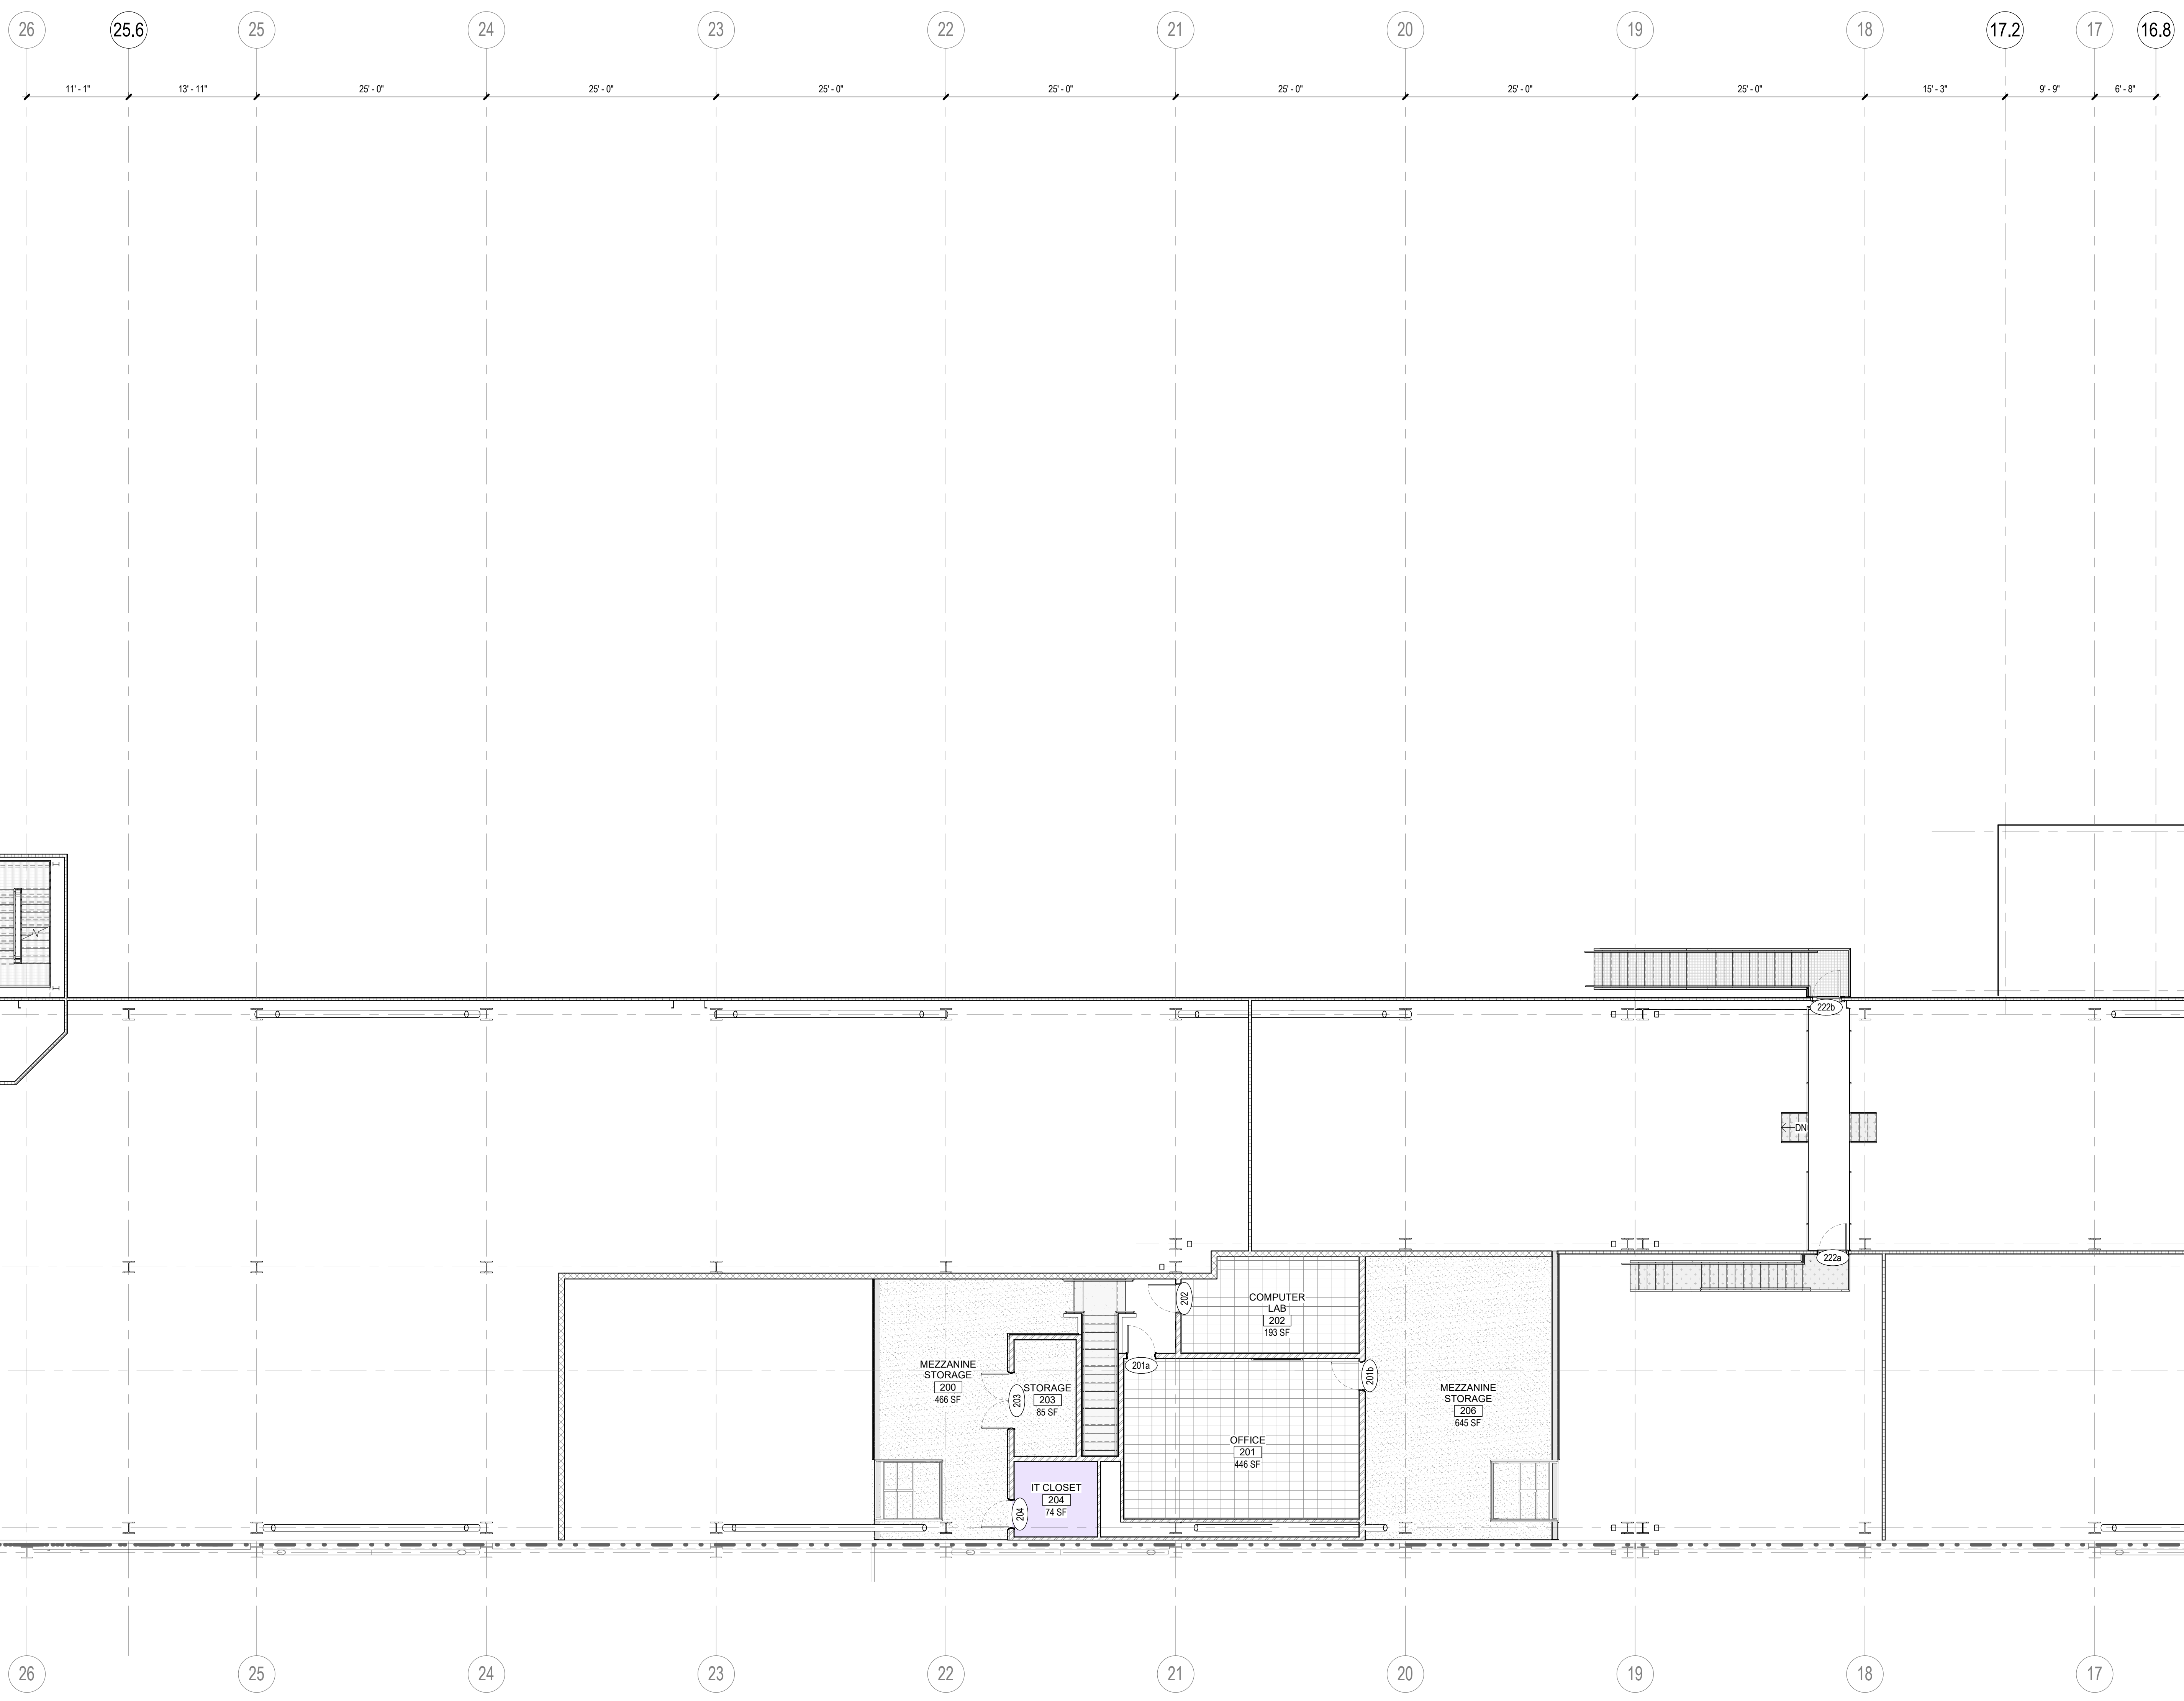 26 25.6 25 24 23 22 21 20 19 18 17.2 17 16.8
11' - 1" 13' - 11" 25' - 0" 25' - 0" 25' - 0" 25' - 0" 25' - 0" 25' - 0" 25' - 0" 15' - 3" 9' - 9" 6' - 8"
222b
DN
222a
202
COMPUTER
LAB
202
193 SF
201a
201b
MEZZANINE
STORAGE
200
466 SF
203
STORAGE
203
85 SF
MEZZANINE
STORAGE
206
645 SF
OFFICE
201
446 SF
IT CLOSET
204
74 SF
204
26 25 24 23 22 21 20 19 18 17